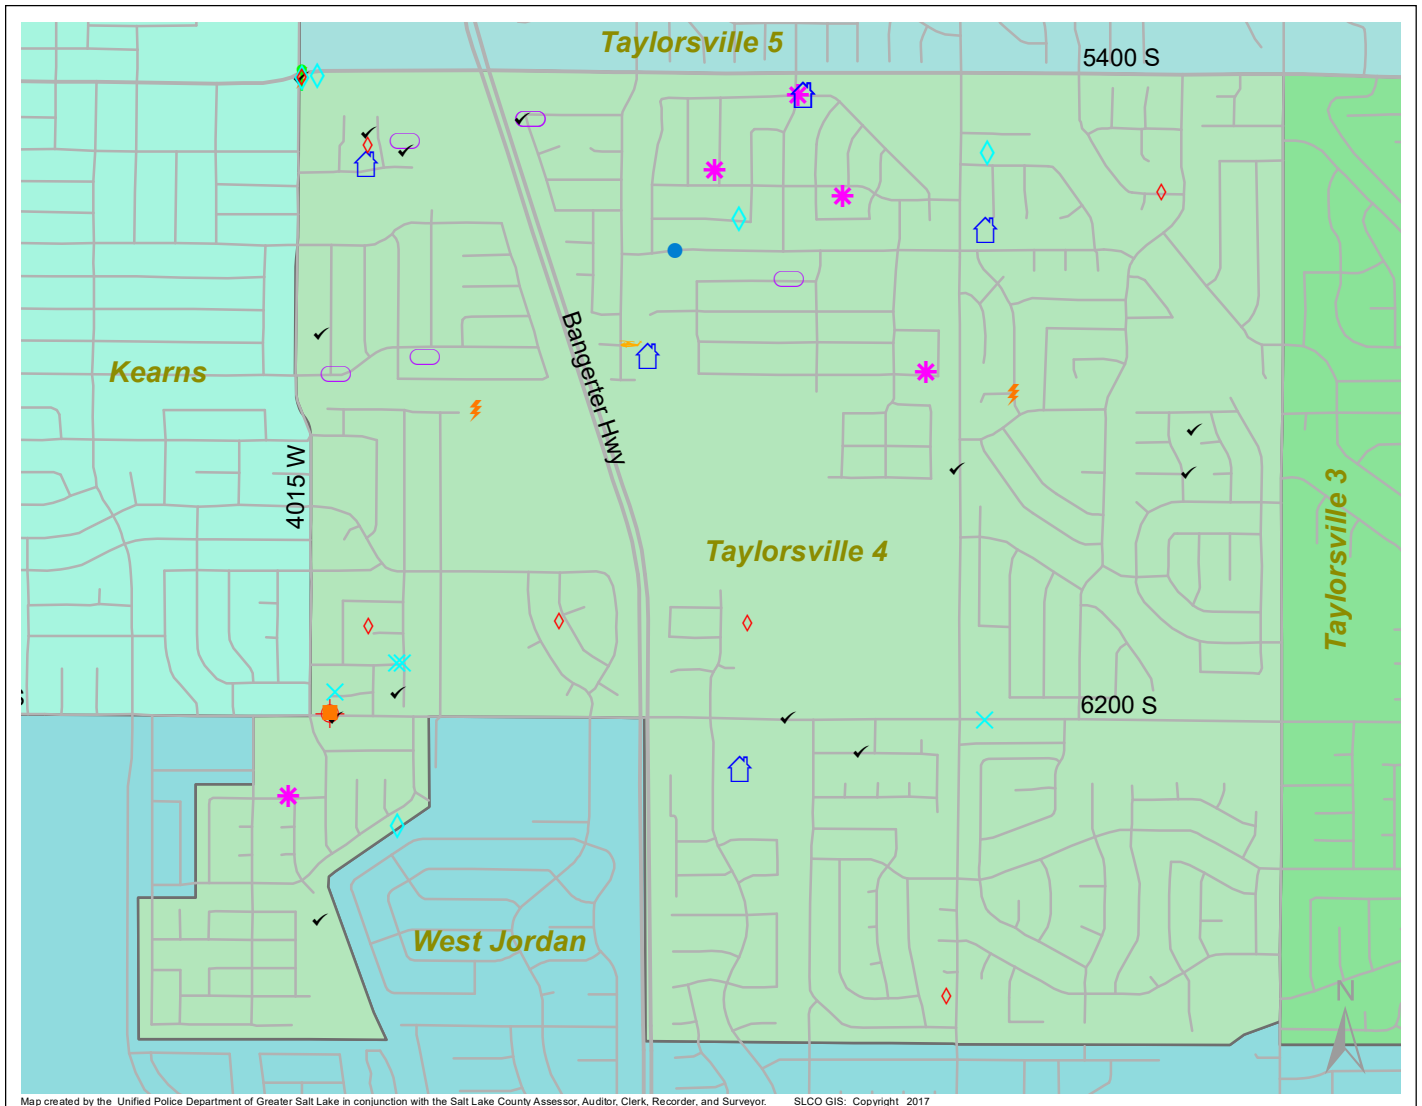 Taylorsville 5
5400 S
Bangerter Hwy
Kearns
4015 W
Taylorsville 3
Taylorsville 4
6200 S
West Jordan
N
Map created by the Unified Police Department of Greater Salt Lake in conjunction with the Salt Lake County Assessor, Auditor, Clerk, Recorder, and Surveyor. SLCO GIS: Copyright 2017